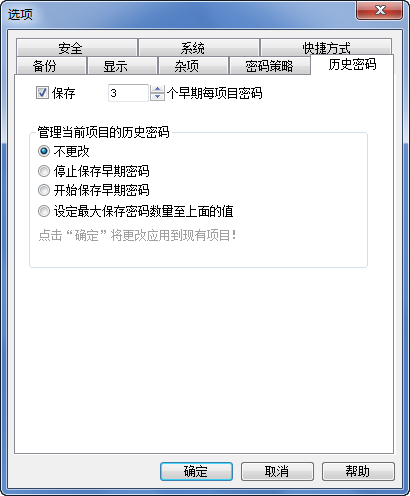 选项
安全 系统 快捷方式
备份 显示 杂项 密码策略 历史密码
保存 3 个早期每项目密码
管理当前项目的历史密码
不更改
停止保存早期密码
开始保存早期密码
设定最大保存密码数量至上面的值
点击“确定”将更改应用到现有项目！
确定 取消 帮助